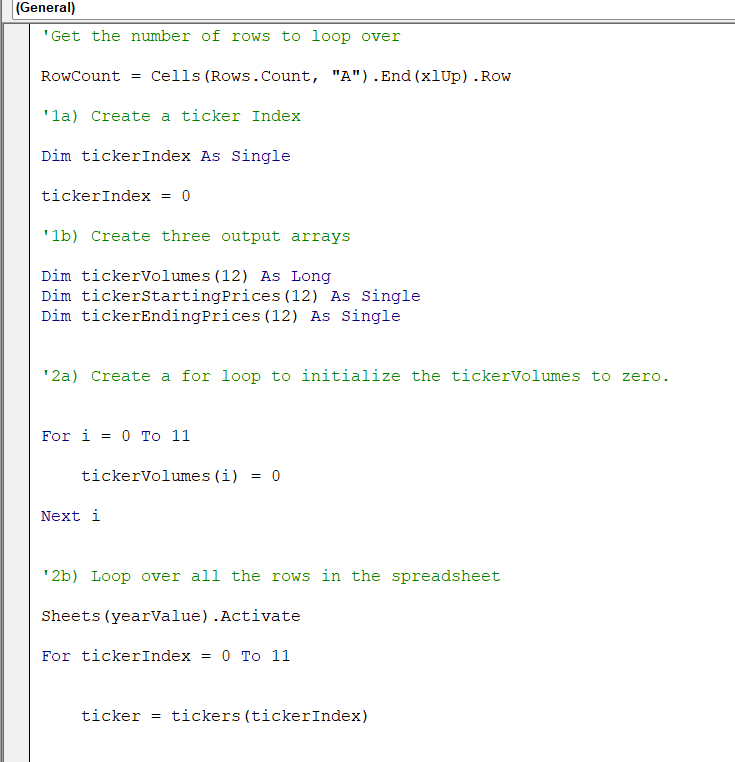 (General)
'Get the number of rows to loop over
RowCount = Cells(Rows.Count, "A").End(xlUp).Row
'1a) Create a ticker Index
Dim tickerIndex As Single
tickerIndex = 0
'1b) Create three output arrays
Dim tickerVolumes(12) As Long
Dim tickerStartingPrices(12) As Single
Dim tickerEndingPrices(12) As Single
'2a) Create a for loop to initialize the tickerVolumes to zero.
For i = 0 To 11
tickerVolumes(i) = 0
Next i
'2b) Loop over all the rows in the spreadsheet
Sheets(yearValue).Activate
For tickerIndex = 0 To 11
ticker = tickers(tickerIndex)